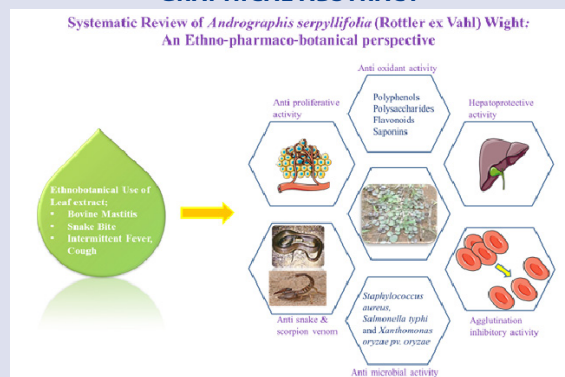 GRAPHICAL ABSTRACT
Systematic Review of Andrographis serpyllifolia (Rottler ex Vahl) Wight:
An Ethno-pharmaco-botanical perspective
Anti oxidant activity
Polyphenols
Polysaccharides
Flavonoids
Saponins
Anti proliferative
activity
Hepatoprotective
activity
Ethnobotanical Use of
Leaf extract;
• Bovine Mastitis
• Snake Bite
• Intermittent Fever,
Cough
Anti snake &
scorpion venom
Staphylococcus
aureus,
Salmonella typhi
and Xanthomonas
oryzae pv. oryzae
Anti microbial activity
Agglutination
inhibitory activity